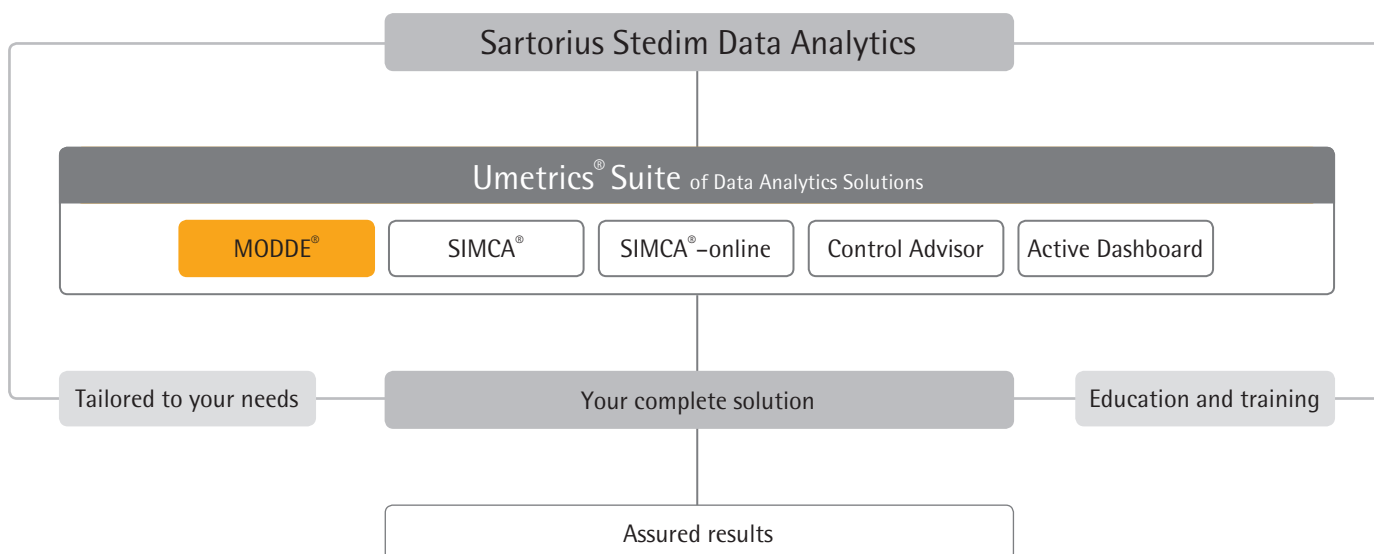 Sartorius Stedim Data Analytics
Umetrics® Suite of Data Analytics Solutions
MODDE®
SIMCA®
SIMCA®-online
Control Advisor
Active Dashboard
Tailored to your needs
Your complete solution
Education and training
Assured results